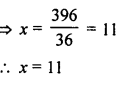 ⇒ x = 396/36 = 11
∴ x = 11